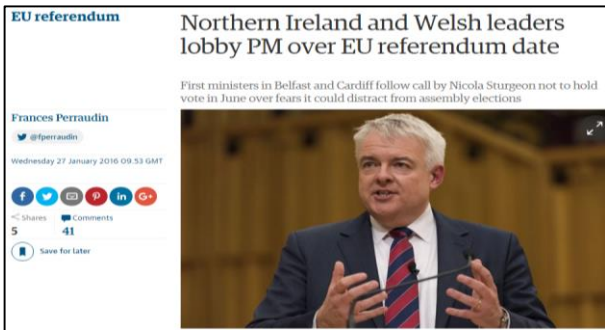 EU referendum
Northern Ireland and Welsh leaders
lobby PM over EU referendum date
First ministers in Belfast and Cardiff follow call by Nicola Sturgeon not to hold
vote in June over fears it could distract from assembly elections
Frances Perraudin
@fperraudin
Wednesday 27 January 2016 09.53 GMT
Shares
Comments
5
41
Save for later